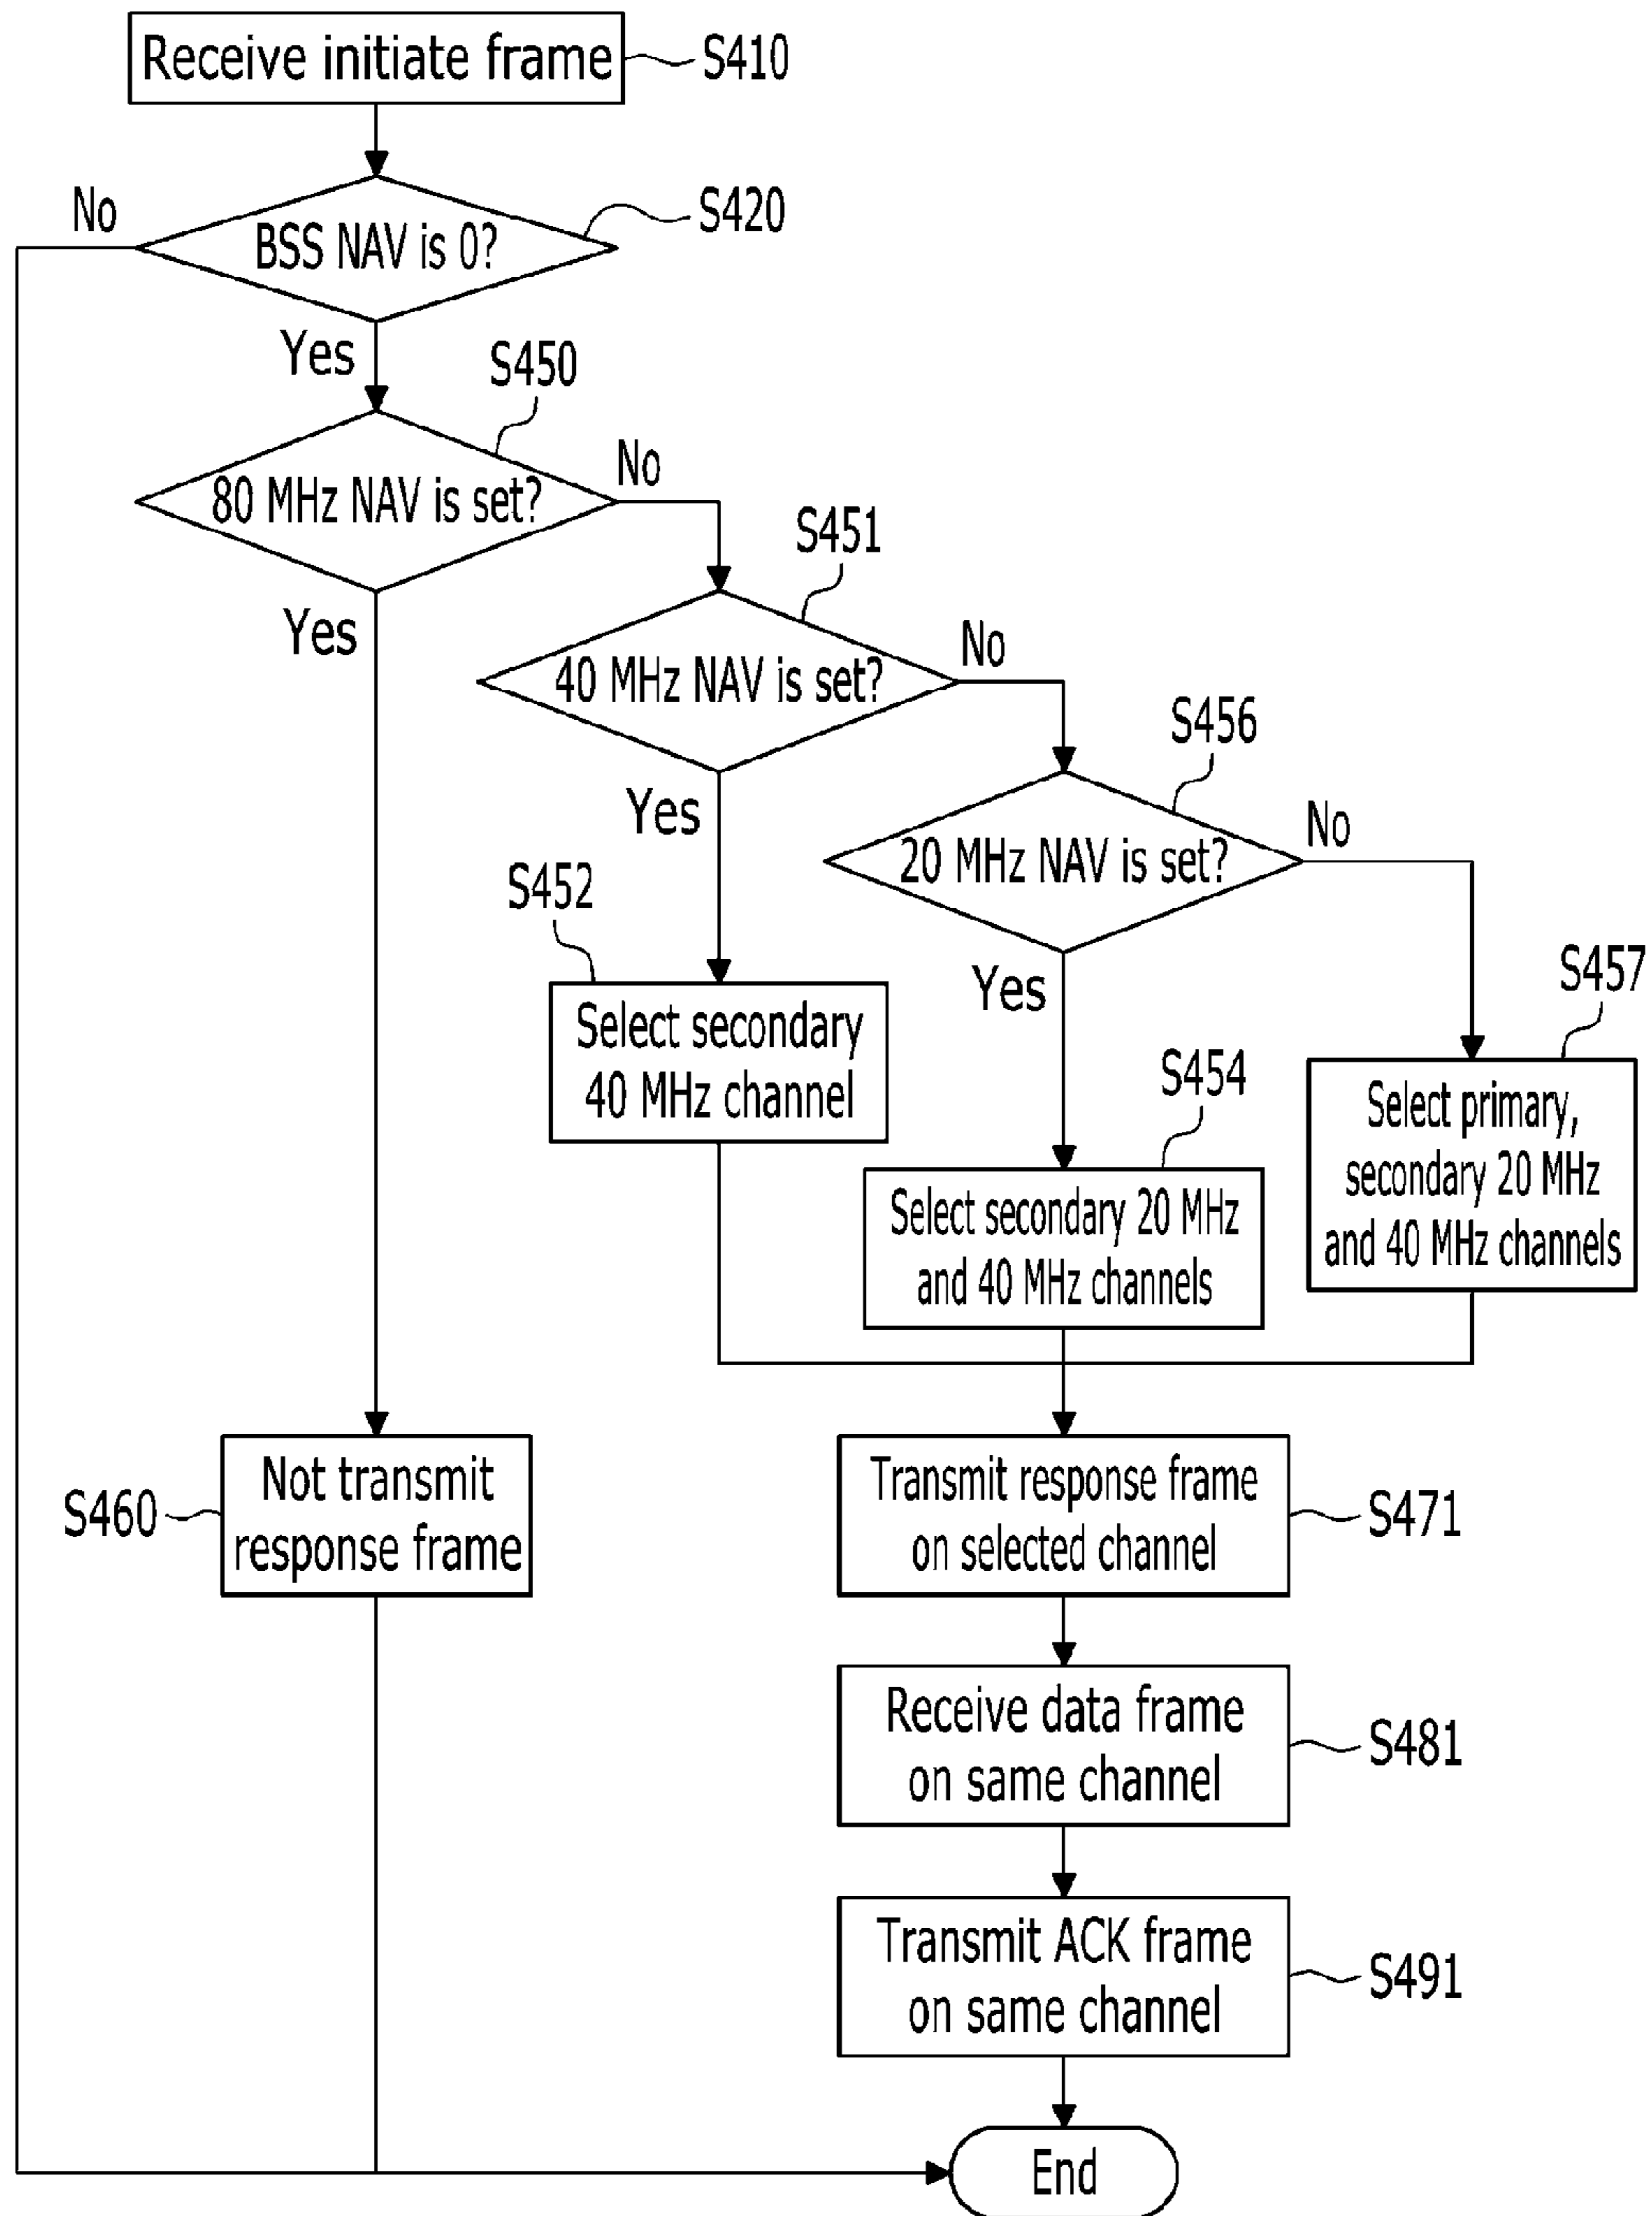 Receive initiate frame
S410
No
BSS NAV is 0?
S420
Yes
S450
80 MHz NAV is set?
No
Yes
S451
40 MHz NAV is set?
No
Yes
S456
20 MHz NAV is set?
No
Yes
S452
Select secondary
40 MHz channel
S454
Select secondary 20 MHz
and 40 MHz channels
S457
Select primary,
secondary 20 MHz
and 40 MHz channels
S460
Not transmit
response frame
Transmit response frame
on selected channel
S471
Receive data frame
on same channel
S481
Transmit ACK frame
on same channel
S491
End